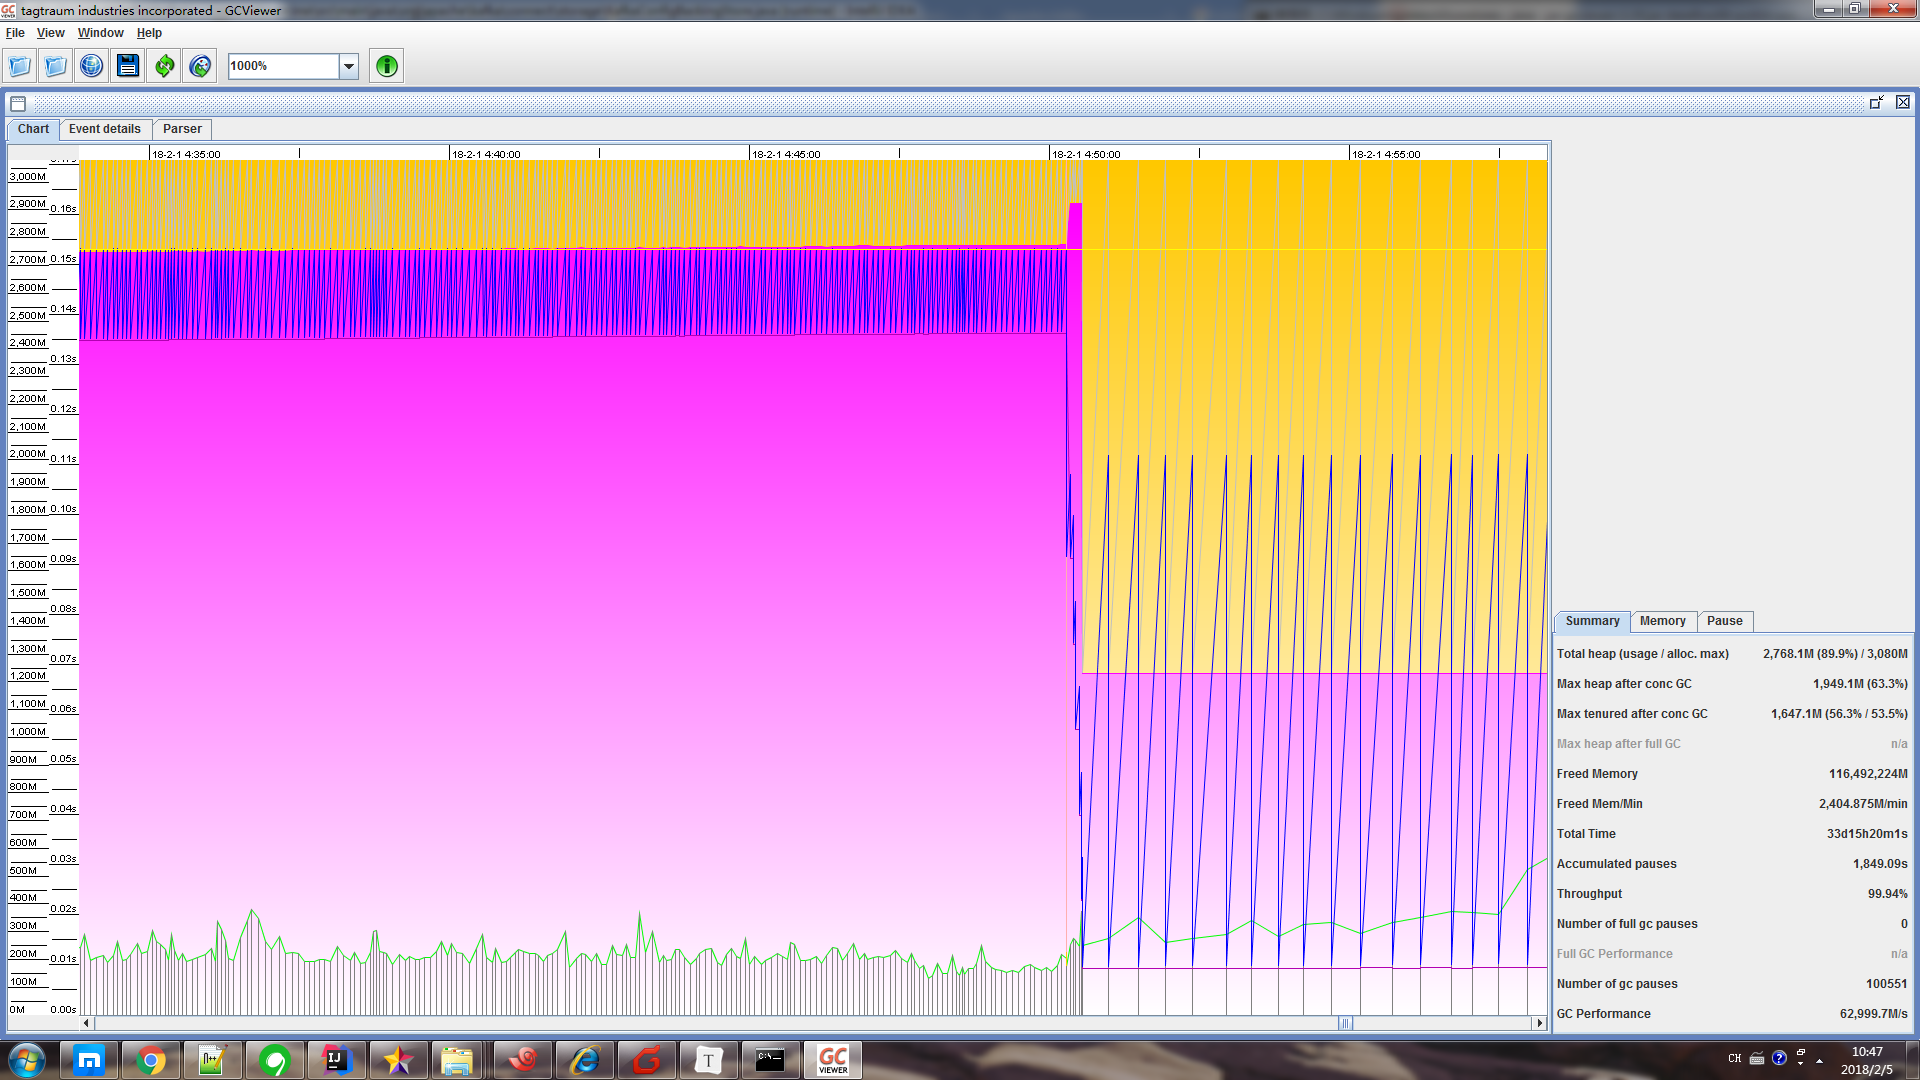 tagtraum industries incorporated - GCViewer
File View Window Help
1000%
Chart Event details Parser
18-2-1 4:35:00 18-2-1 4:40:00 18-2-1 4:45:00 18-2-1 4:50:00 18-2-1 4:55:00
3,000M
2,900M 0.16s
2,800M
2,700M 0.15s
2,600M
2,500M 0.14s
2,400M
2,300M 0.13s
2,200M
2,100M 0.12s
2,000M 0.11s
1,900M
1,800M 0.10s
1,700M
1,600M 0.09s
1,500M
1,400M 0.08s
1,300M
1,200M 0.07s
1,100M 0.06s
1,000M
900M 0.05s
800M
700M 0.04s
600M
500M 0.03s
400M
300M 0.02s
200M 0.01s
100M
0M 0.00s
Summary Memory Pause
Total heap (usage / alloc. max) 2,768.1M (89.9%) / 3,080M
Max heap after conc GC 1,949.1M (63.3%)
Max tenured after conc GC 1,647.1M (56.3% / 53.5%)
Max heap after full GC n/a
Freed Memory 116,492,224M
Freed Mem/Min 2,404.875M/min
Total Time 33d15h20m1s
Accumulated pauses 1,849.09s
Throughput 99.94%
Number of full gc pauses 0
Full GC Performance n/a
Number of gc pauses 100551
GC Performance 62,999.7M/s
CH
10:47
2018/2/5
GC
VIEWER